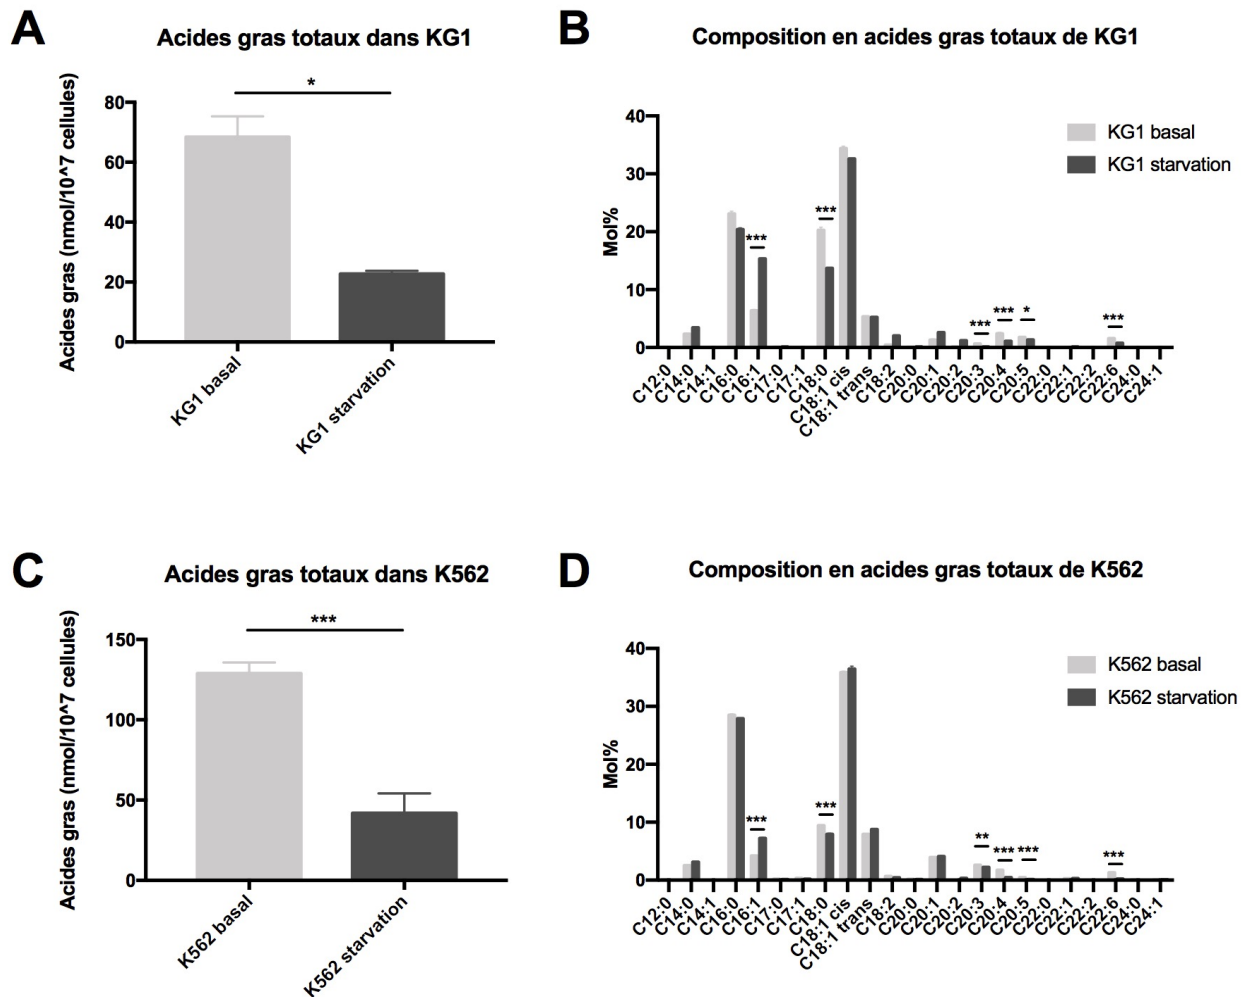 A
Acides gras totaux dans KG1
*
Acides gras (nmol/10^7 cellules)
80
60
40
20
0
KG1 basal
KG1 starvation
B
Composition en acides gras totaux de KG1
KG1 basal
KG1 starvation
Mol%
40
30
20
10
0
***
***
***
***
*
***
C12:0
C14:0
C14:1
C16:0
C16:1
C17:0
C17:1
C18:0
C18:1 cis
C18:1 trans
C18:2
C20:0
C20:1
C20:2
C20:3
C20:4
C20:5
C22:0
C22:1
C22:2
C22:6
C24:0
C24:1
C
Acides gras totaux dans K562
***
Acides gras (nmol/10^7 cellules)
150
100
50
0
K562 basal
K562 starvation
D
Composition en acides gras totaux de K562
K562 basal
K562 starvation
Mol%
40
30
20
10
0
***
***
**
***
***
***
C12:0
C14:0
C14:1
C16:0
C16:1
C17:0
C17:1
C18:0
C18:1 cis
C18:1 trans
C18:2
C20:0
C20:1
C20:2
C20:3
C20:4
C20:5
C22:0
C22:1
C22:2
C22:6
C24:0
C24:1